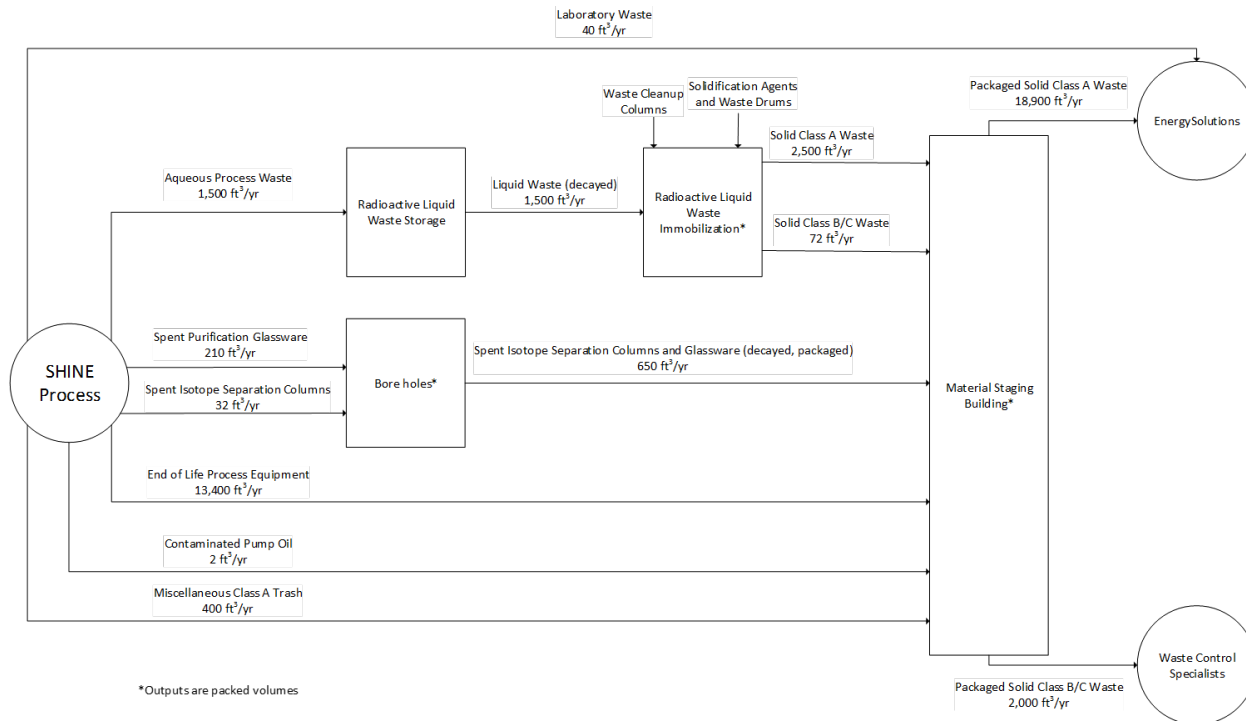 Laboratory Waste
40 ft³/yr
Waste Cleanup
Columns
Solidification Agents
and Waste Drums
Packaged Solid Class A Waste
18,900 ft³/yr
EnergySolutions
Solid Class A Waste
2,500 ft³/yr
Aqueous Process Waste
1,500 ft³/yr
Radioactive Liquid
Waste Storage
Liquid Waste (decayed)
1,500 ft³/yr
Radioactive Liquid
Waste
Immobilization*
Solid Class B/C Waste
72 ft³/yr
SHINE
Process
Spent Purification Glassware
210 ft³/yr
Spent Isotope Separation Columns
32 ft³/yr
Bore holes*
Spent Isotope Separation Columns and Glassware (decayed, packaged)
650 ft³/yr
Material Staging
Building*
End of Life Process Equipment
13,400 ft³/yr
Contaminated Pump Oil
2 ft³/yr
Miscellaneous Class A Trash
400 ft³/yr
Waste Control
Specialists
Packaged Solid Class B/C Waste
2,000 ft³/yr
*Outputs are packed volumes